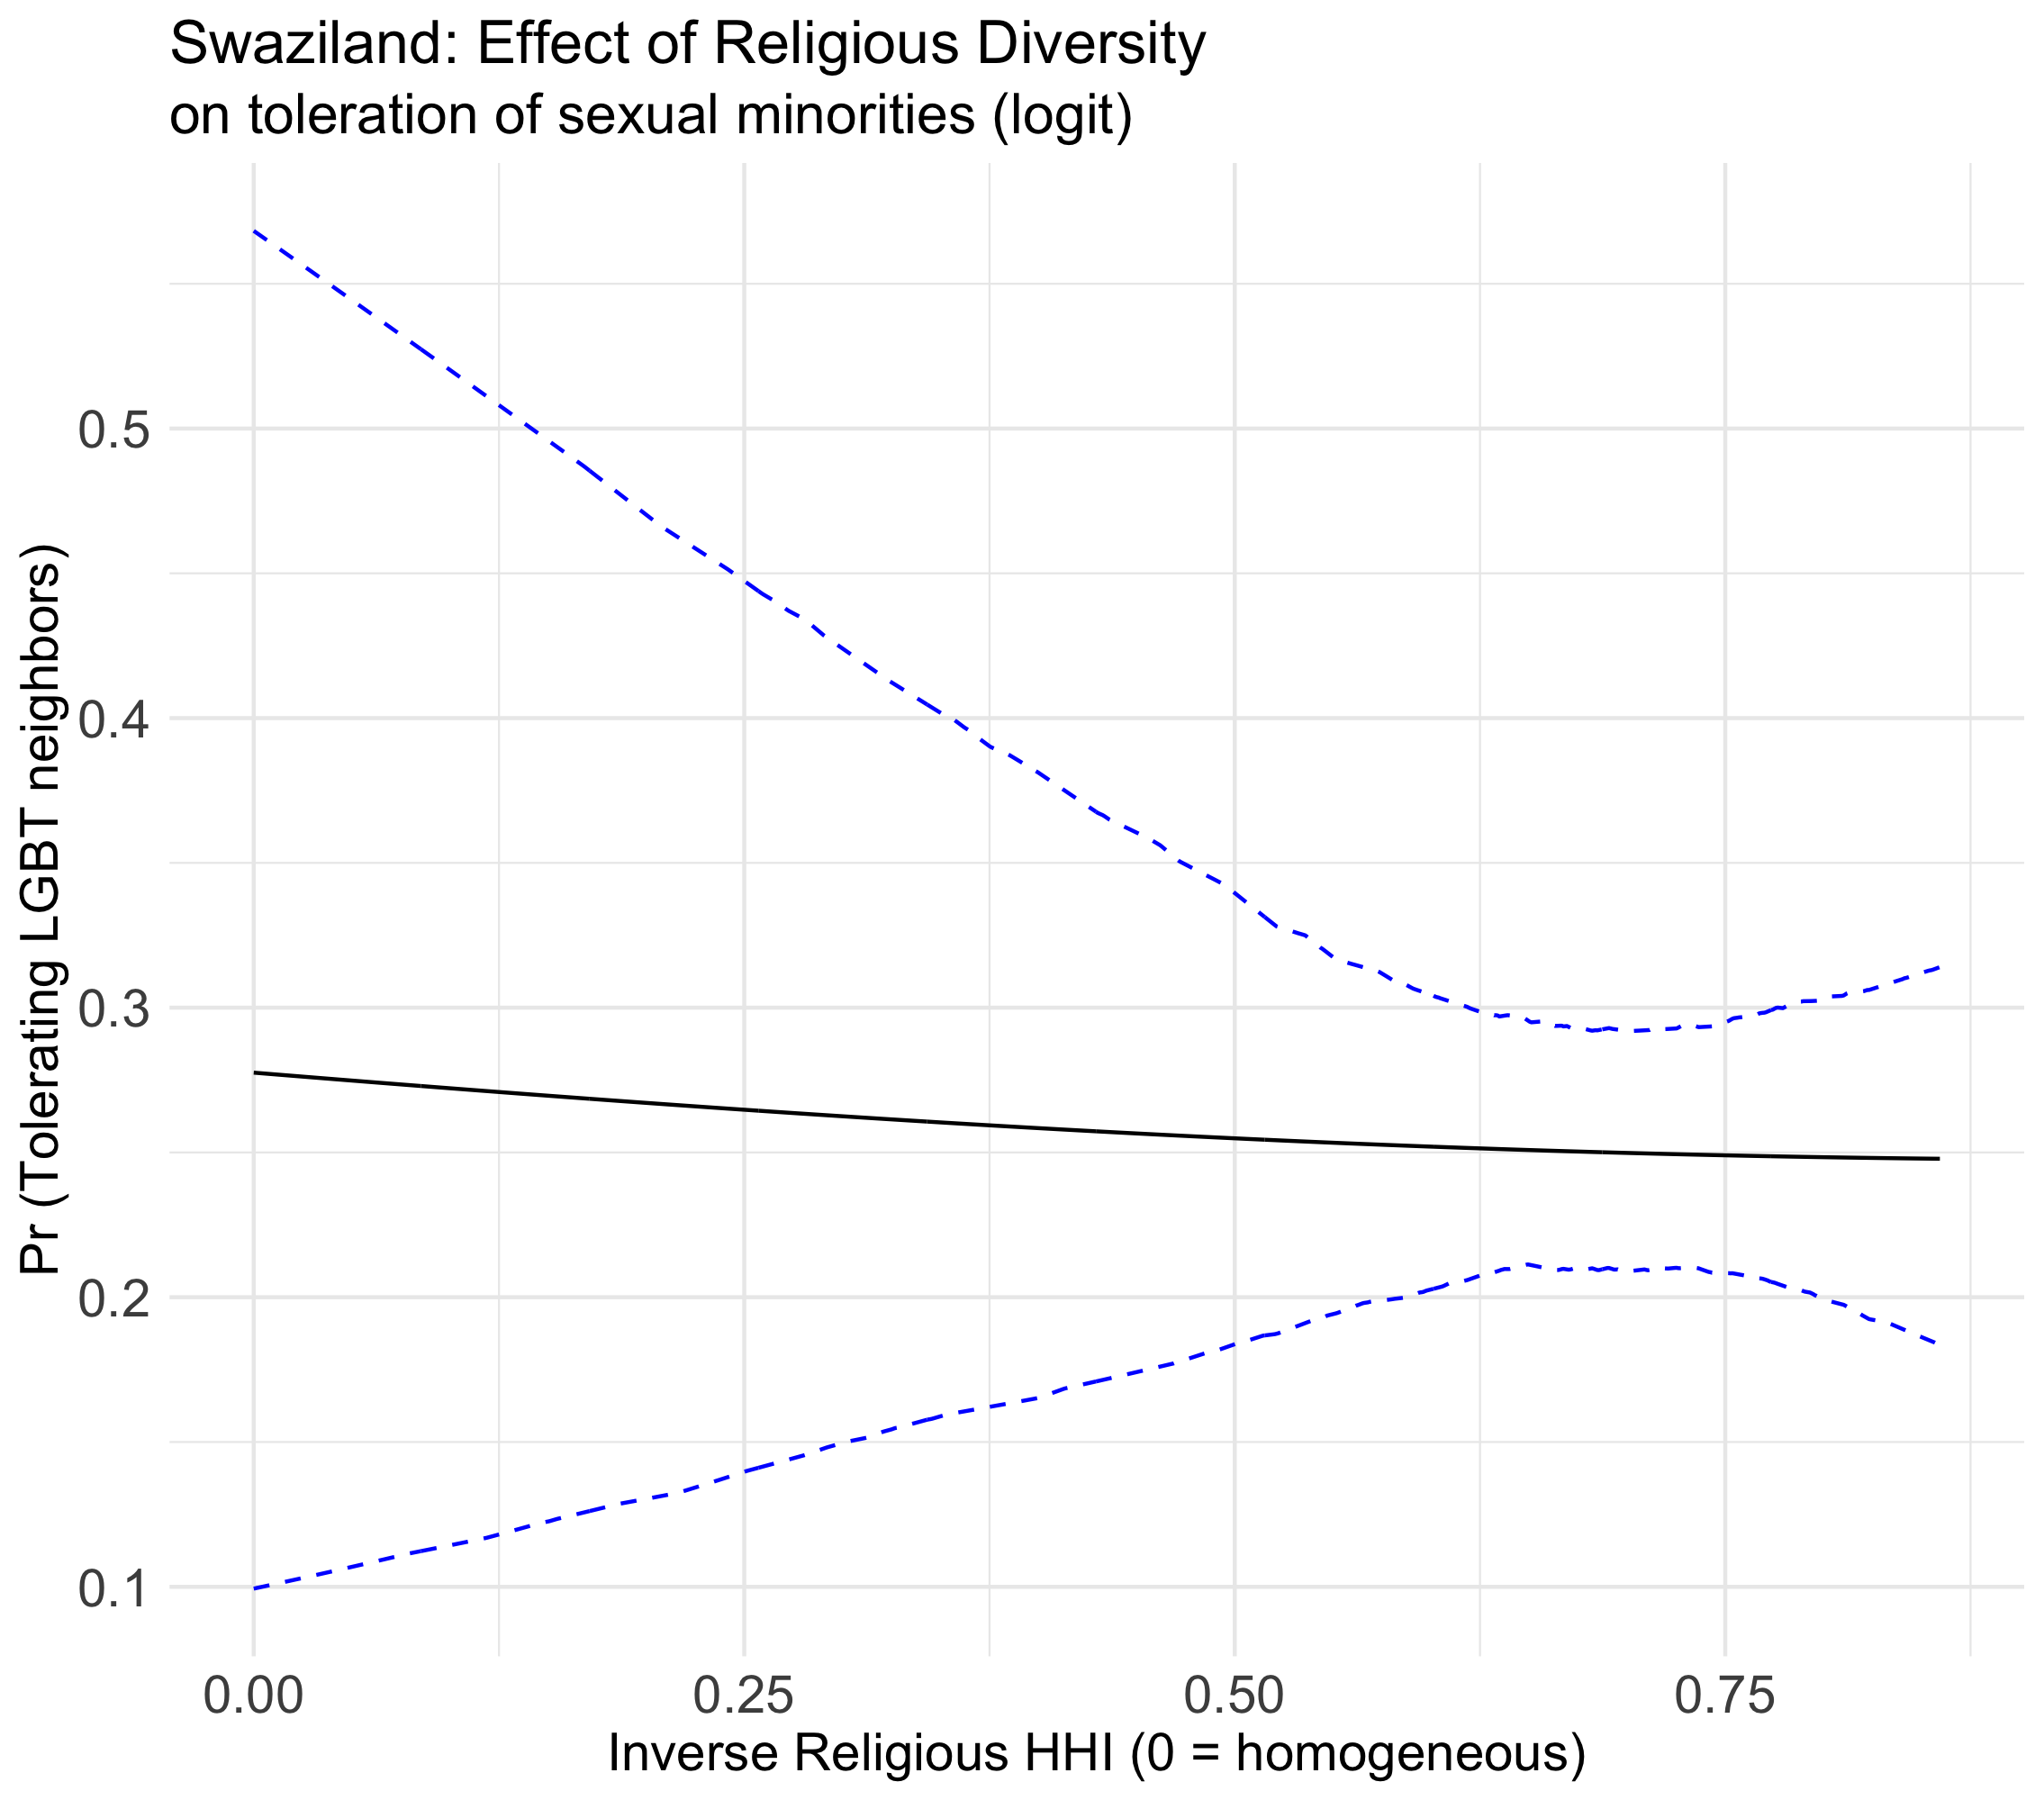 Swaziland: Effect of Religious Diversity
on toleration of sexual minorities (logit)
Pr (Tolerating LGBT neighbors)
0.5
0.4
0.3
0.2
0.1
0.00 0.25 0.50 0.75
Inverse Religious HHI (0 = homogeneous)